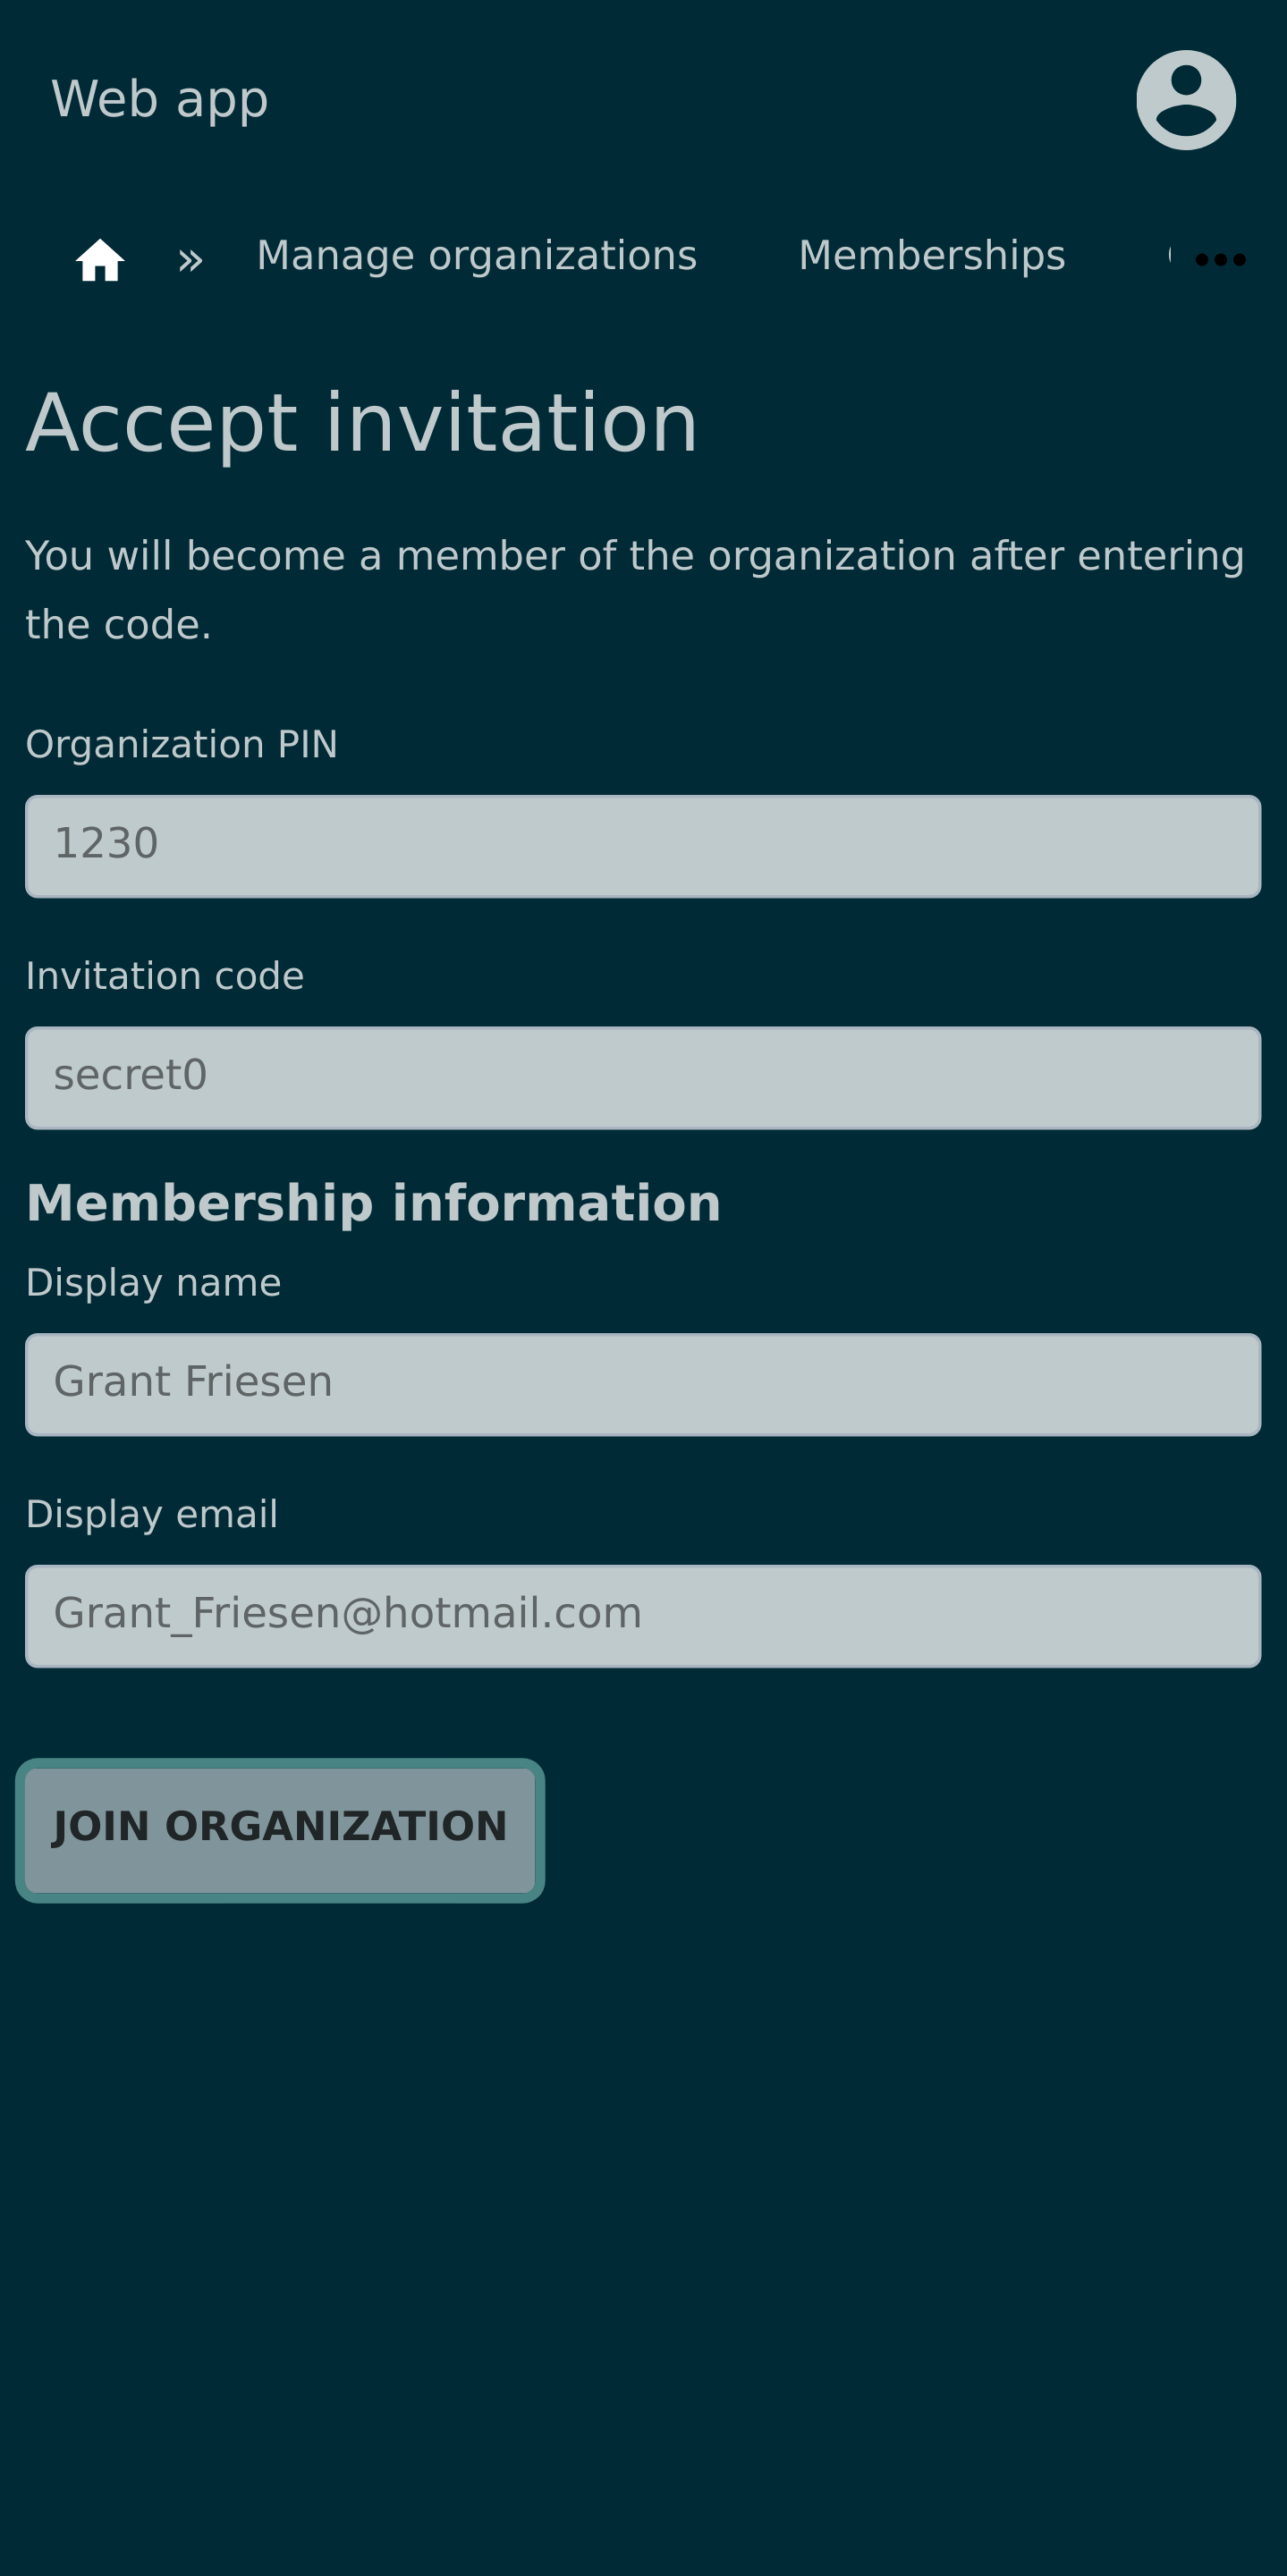 Web app
» Manage organizations Memberships
Accept invitation
You will become a member of the organization after entering
the code.
Organization PIN
1230
Invitation code
secret0
Membership information
Display name
Grant Friesen
Display email
Grant_Friesen@hotmail.com
JOIN ORGANIZATION